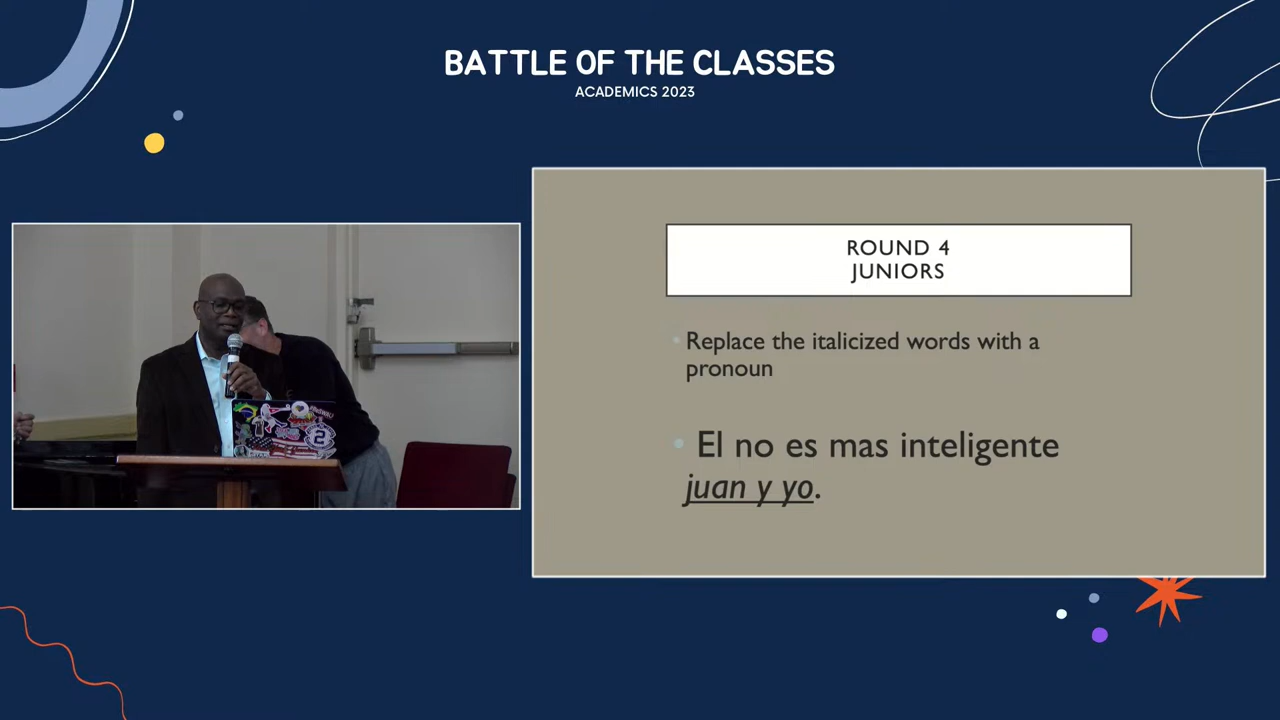 BATTLE OF THE CLASSES
ACADEMICS 2023
ROUND 4
JUNIORS
Replace the italicized words with a
pronoun
El no es mas inteligente
juan y yo.
2